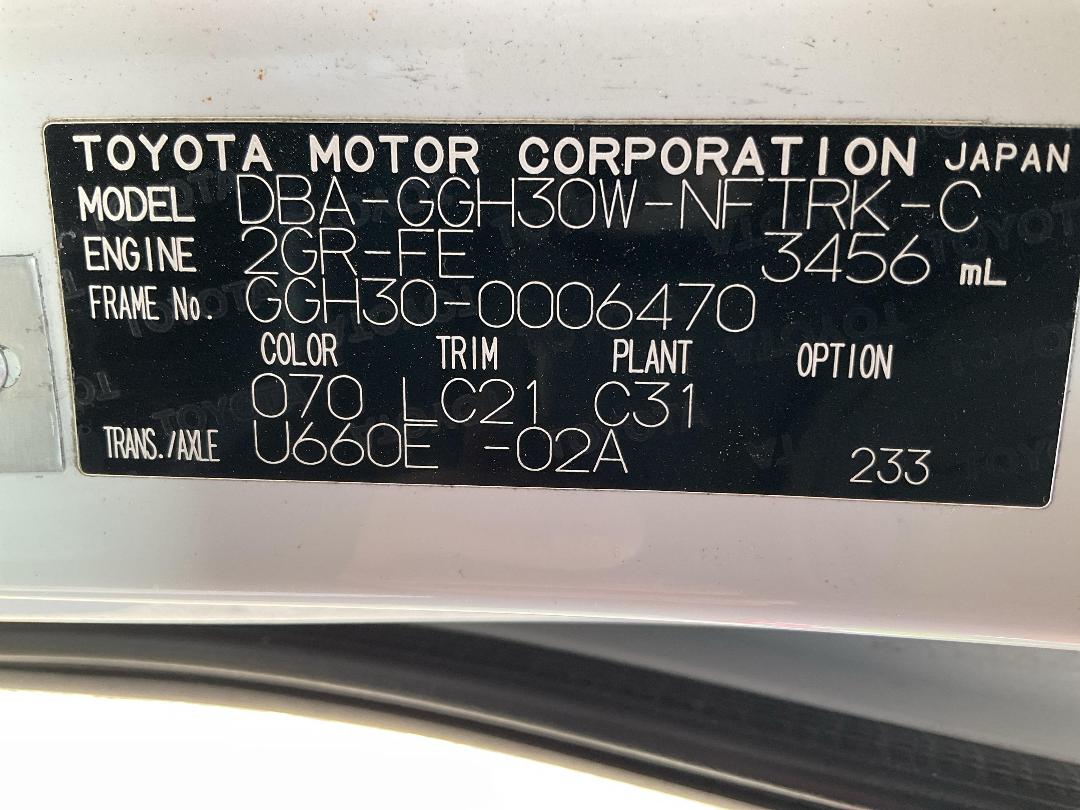 TOYOTA MOTOR CORPORATION JAPAN
MODEL DBA-GGH30W-NFTRK-C
ENGINE 2GR-FE 3456 mL
FRAME No. GGH30-0006470
COLOR TRIM PLANT OPTION
070 LC21 C31
TRANS./AXLE U660E -02A 233